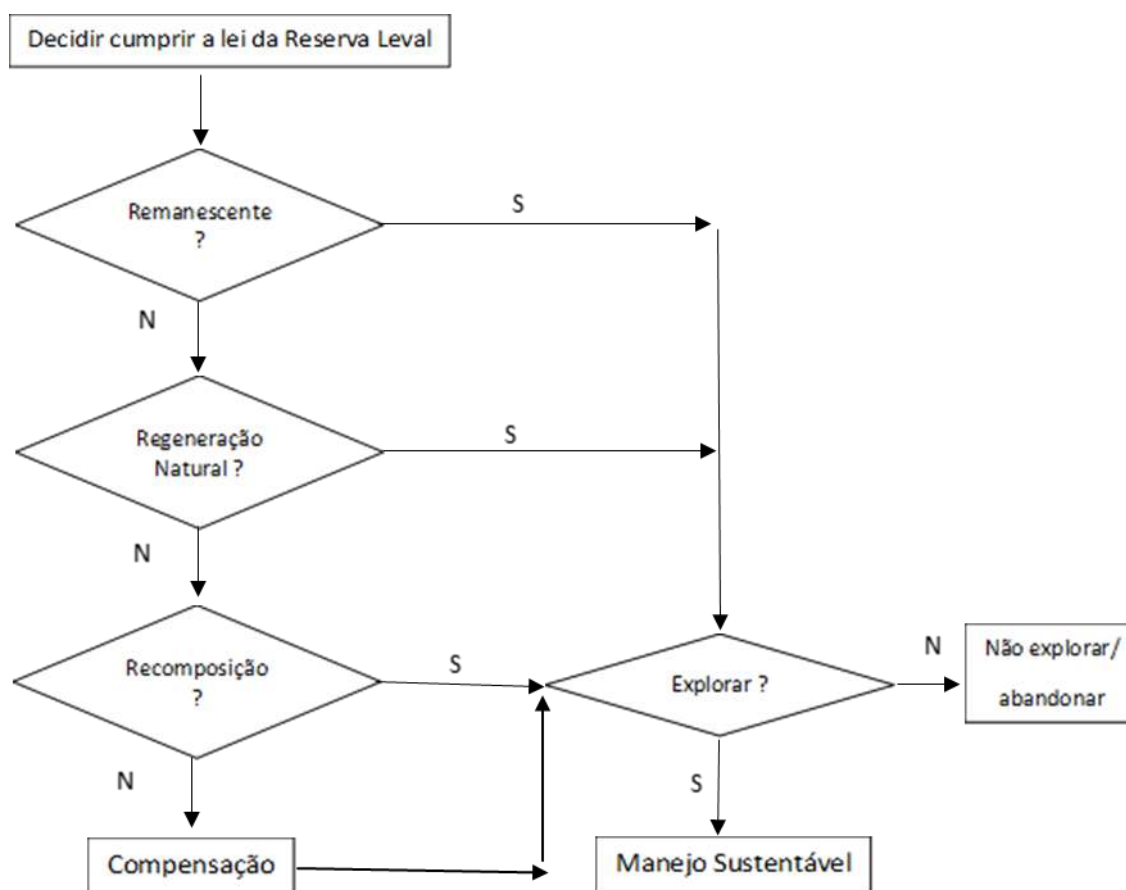 Decidir cumprir a lei da Reserva Leval
Remanescente
?
S
N
Regeneração
Natural ?
S
N
Recomposição
?
S
Explorar ?
N
Não explorar/
abandonar
N
S
Compensação
Manejo Sustentável